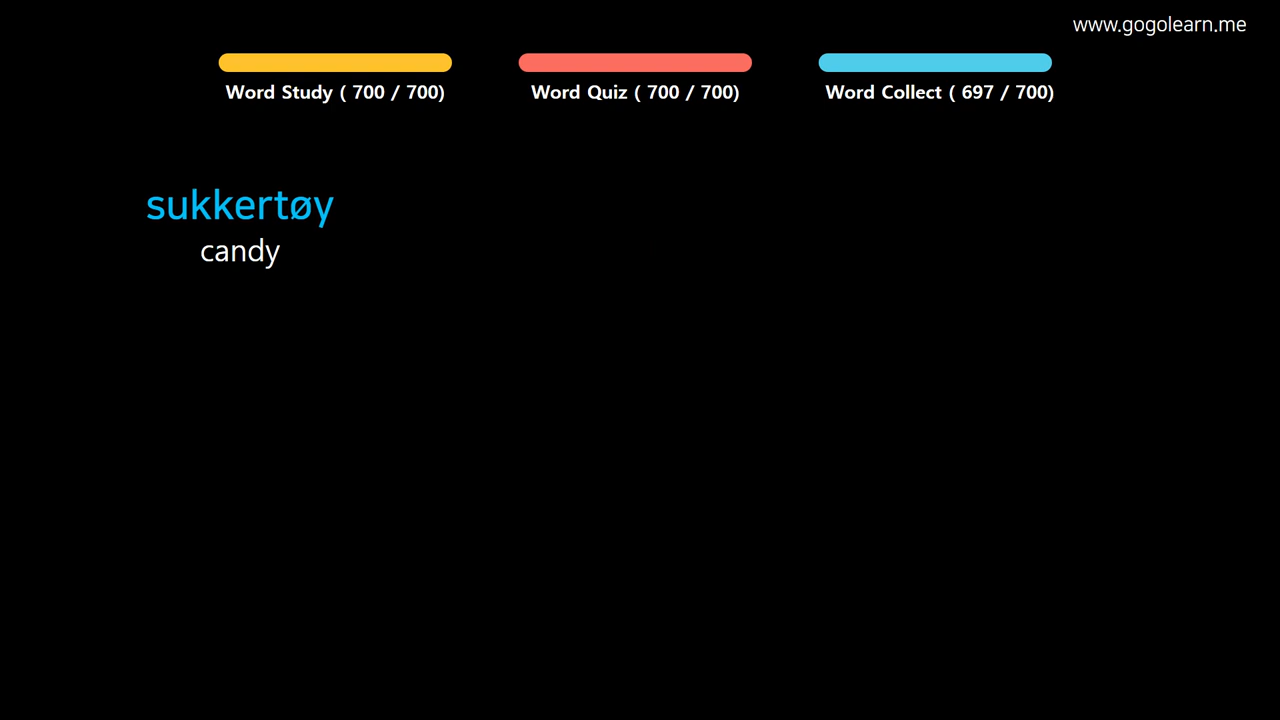 www.gogolearn.me
Word Study ( 700 / 700)
Word Quiz ( 700 / 700)
Word Collect ( 697 / 700)
sukkertøy
candy